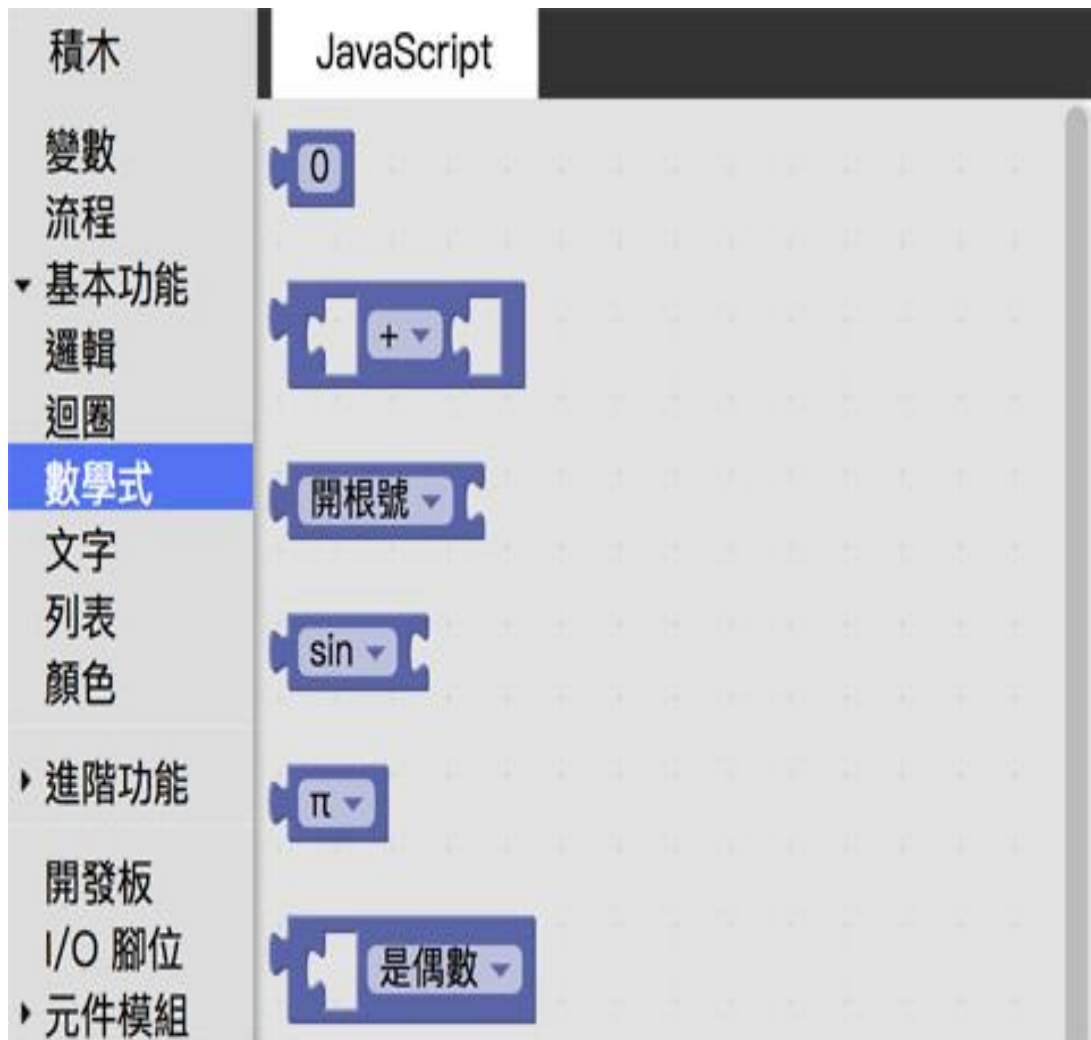 積木
JavaScript
變數
流程
基本功能
邏輯
迴圈
數學式
文字
列表
顏色
進階功能
開發板
I/O 腳位
元件模組
0
+
開根號
sin
π
是偶數